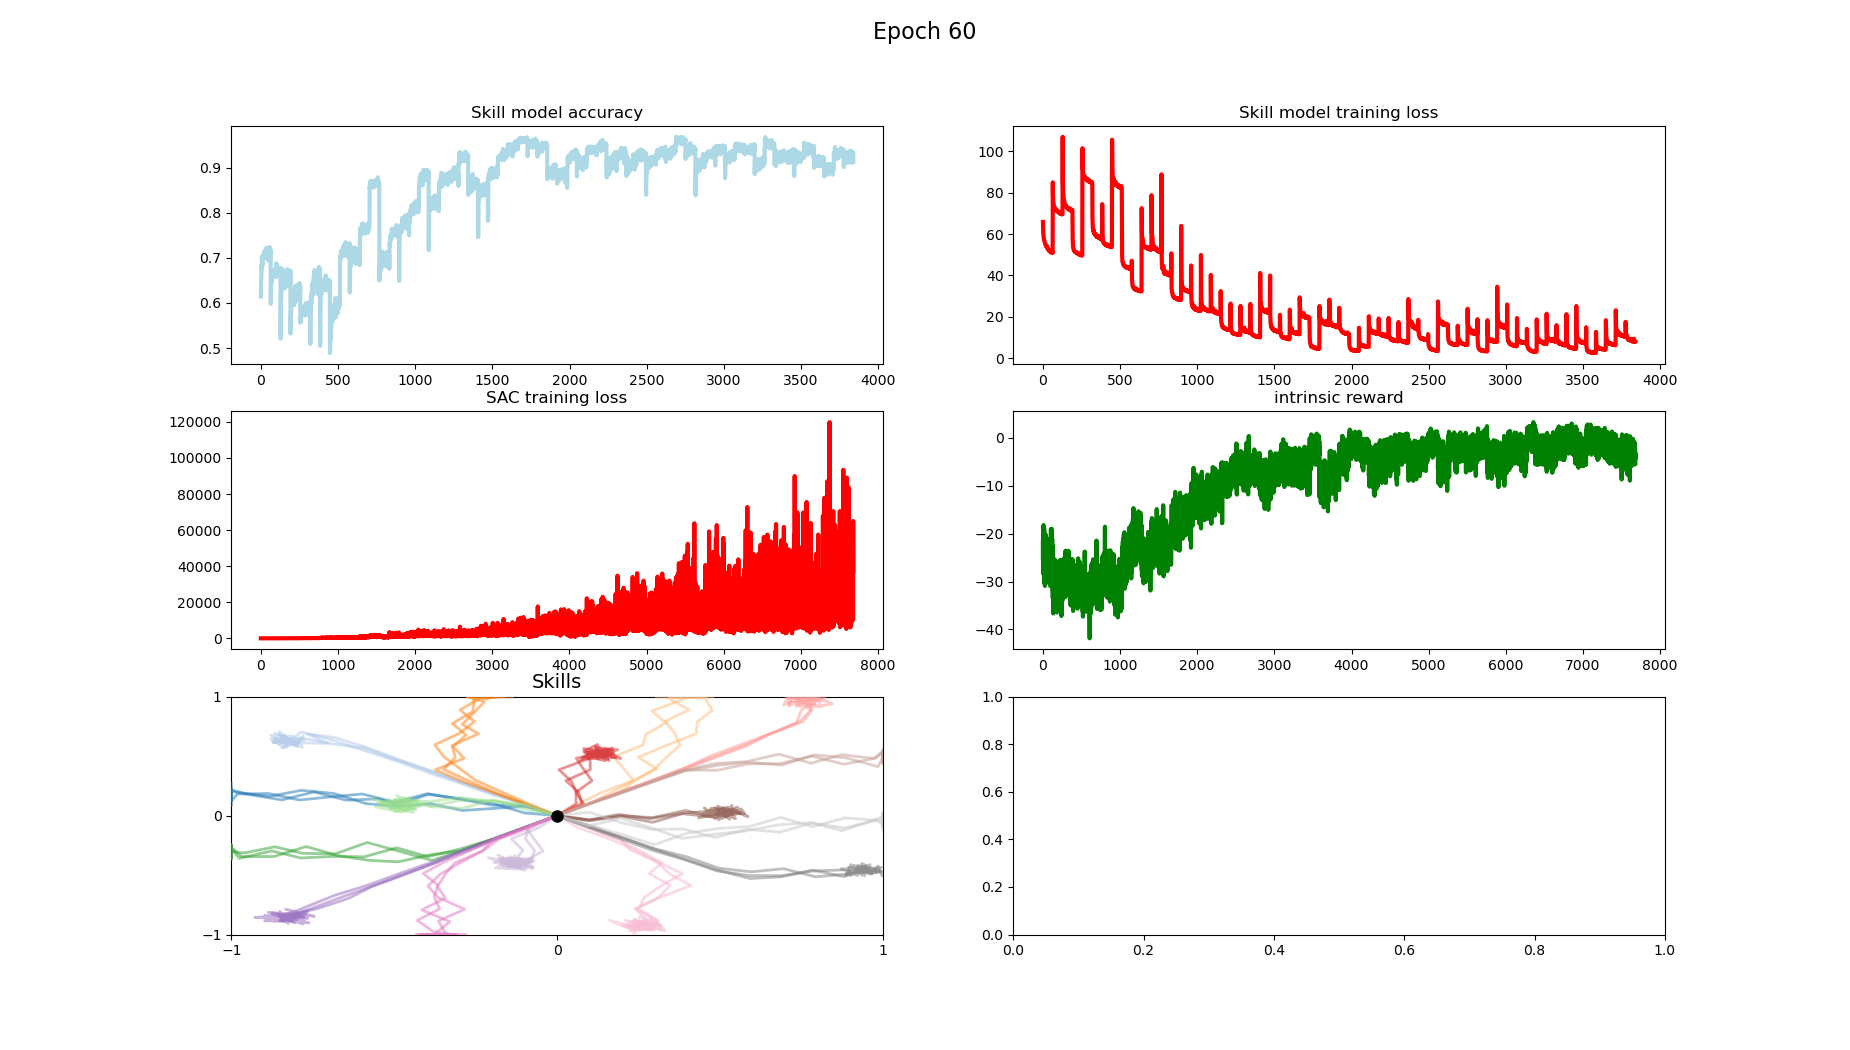 Epoch 60
Skill model accuracy
0.9
0.8
0.7
0.6
0.5
0 500 1000 1500 2000 2500 3000 3500 4000
Skill model training loss
100
80
60
40
20
0
0 500 1000 1500 2000 2500 3000 3500 4000
SAC training loss
120000
100000
80000
60000
40000
20000
0
0 1000 2000 3000 4000 5000 6000 7000 8000
intrinsic reward
0
−10
−20
−30
−40
0 1000 2000 3000 4000 5000 6000 7000 8000
Skills
1
0
−1
−1 0 1
1.0
0.8
0.6
0.4
0.2
0.0
0.0 0.2 0.4 0.6 0.8 1.0